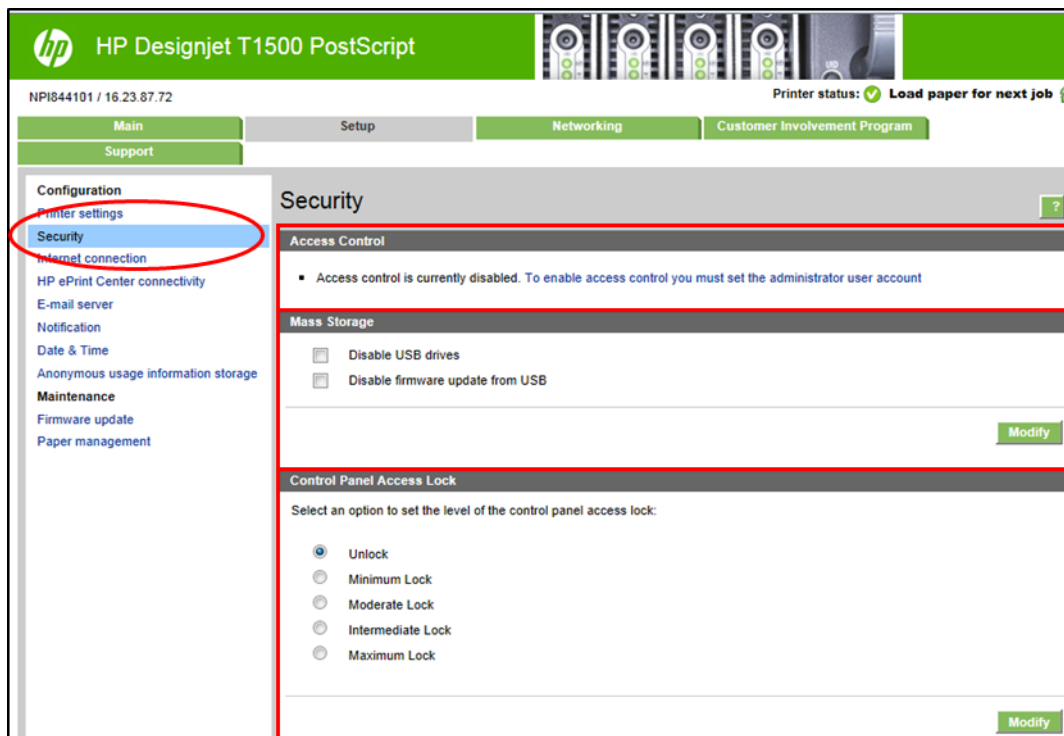 hp HP Designjet T1500 PostScript
NPI844101 / 16.23.87.72
Printer status: Load paper for next job
Main Setup Networking Customer Involvement Program
Support
Configuration
Printer settings
Security
Internet connection
HP ePrint Center connectivity
E-mail server
Notification
Date & Time
Anonymous usage information storage
Maintenance
Firmware update
Paper management
Security
?
Access Control
Access control is currently disabled. To enable access control you must set the administrator user account
Mass Storage
Disable USB drives
Disable firmware update from USB
Modify
Control Panel Access Lock
Select an option to set the level of the control panel access lock:
Unlock
Minimum Lock
Moderate Lock
Intermediate Lock
Maximum Lock
Modify